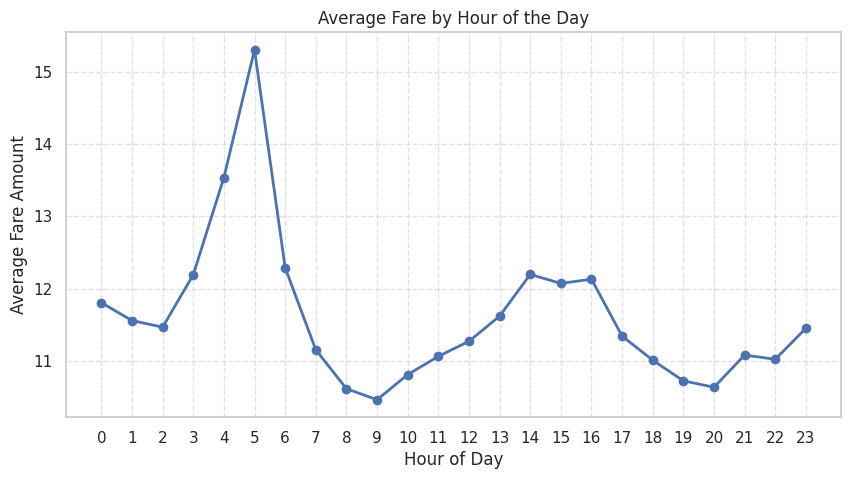 Average Fare by Hour of the Day
Average Fare Amount
15
14
13
12
11
0 1 2 3 4 5 6 7 8 9 10 11 12 13 14 15 16 17 18 19 20 21 22 23
Hour of Day